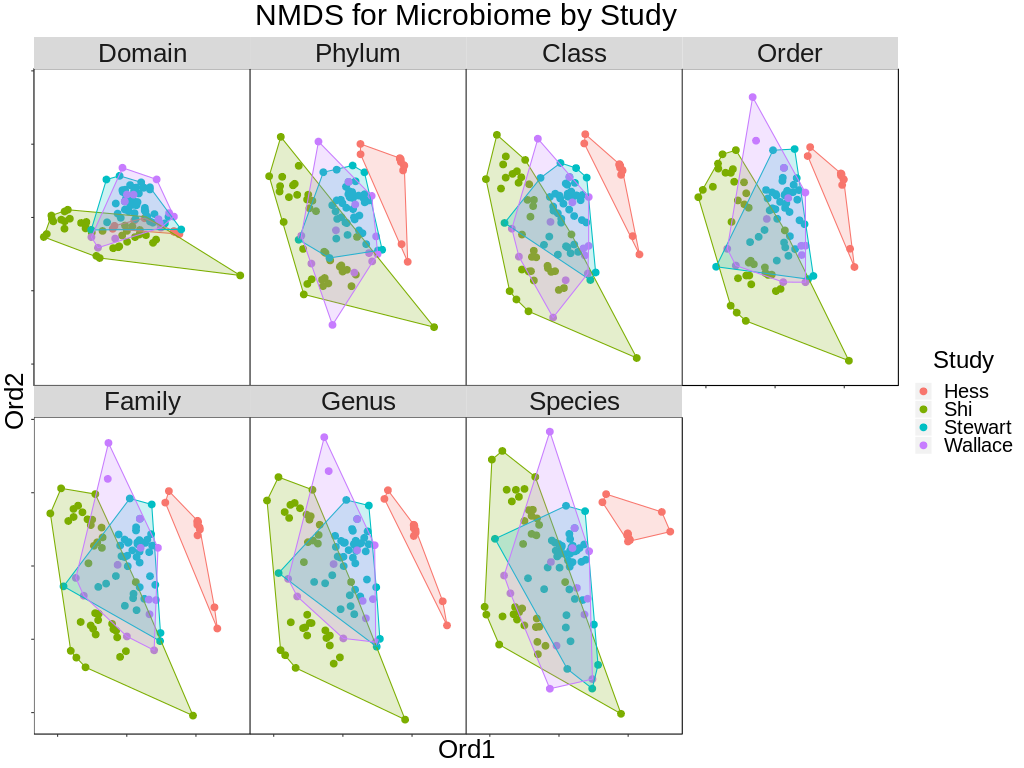 NMDS for Microbiome by Study
Domain
Phylum
Class
Order
Family
Genus
Species
Ord2
Ord1
Study
Hess
Shi
Stewart
Wallace